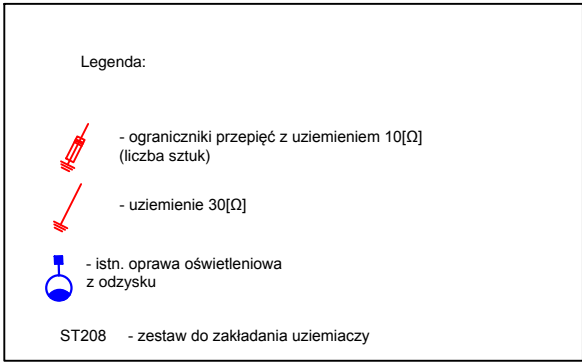 Legenda:
- ograniczniki przepięć z uziemieniem 10[Ω]
(liczba sztuk)
- uziemienie 30[Ω]
- istn. oprawa oświetleniowa
z odzysku
ST208 - zestaw do zakładania uziemiaczy